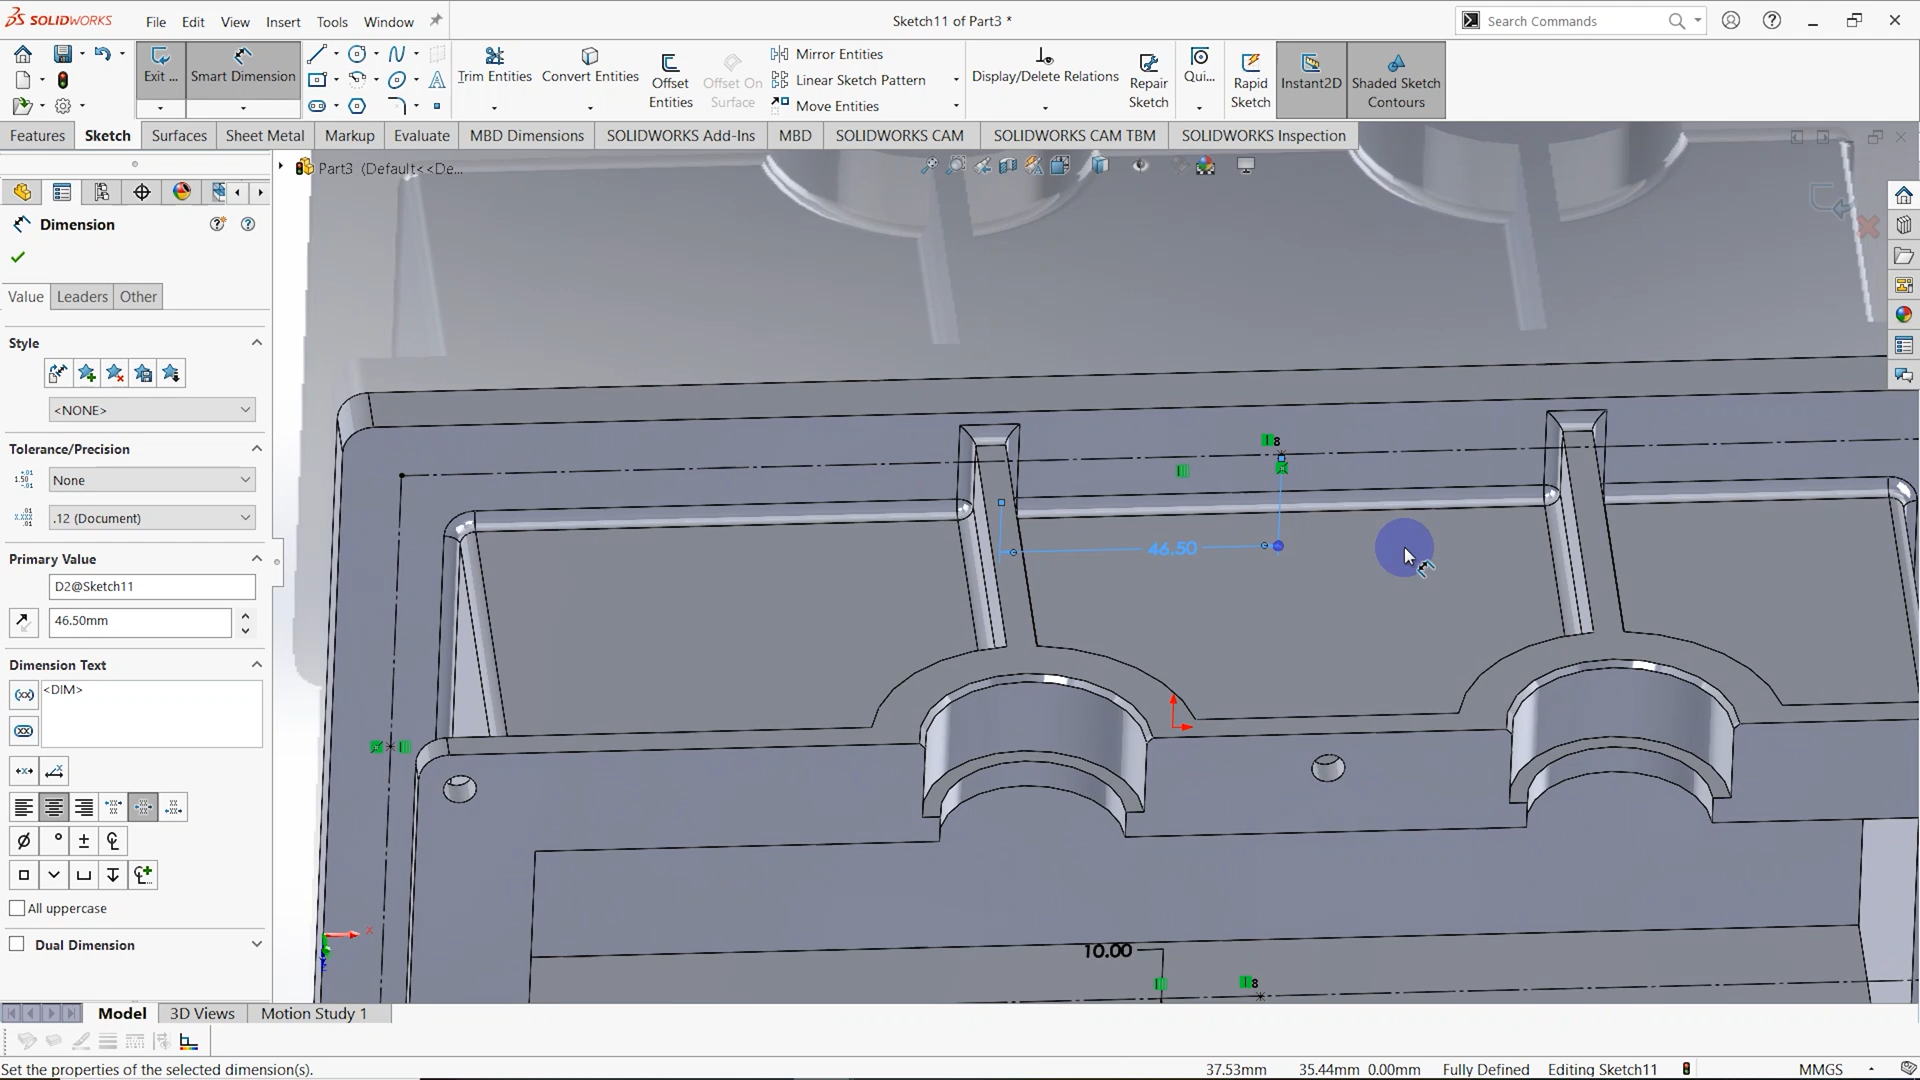 SOLIDWORKS
File Edit View Insert Tools Window
Sketch11 of Part3 *
Search Commands
Exit ...
Smart Dimension
Trim Entities
Convert Entities
Offset Entities
Offset On Surface
Mirror Entities
Linear Sketch Pattern
Move Entities
Display/Delete Relations
Repair Sketch
Qui...
Rapid Sketch
Instant2D
Shaded Sketch Contours
Features Sketch Surfaces Sheet Metal Markup Evaluate MBD Dimensions SOLIDWORKS Add-Ins MBD SOLIDWORKS CAM SOLIDWORKS CAM TBM SOLIDWORKS Inspection
Part3 (Default<<De...
Dimension
Value Leaders Other
Style
<NONE>
Tolerance/Precision
None
.12 (Document)
Primary Value
D2@Sketch11
46.50mm
Dimension Text
<DIM>
All uppercase
Dual Dimension
8
46.50
10.00
8
x
Model 3D Views Motion Study 1
Set the properties of the selected dimension(s).
37.53mm 35.44mm 0.00mm Fully Defined Editing Sketch11 MMGS